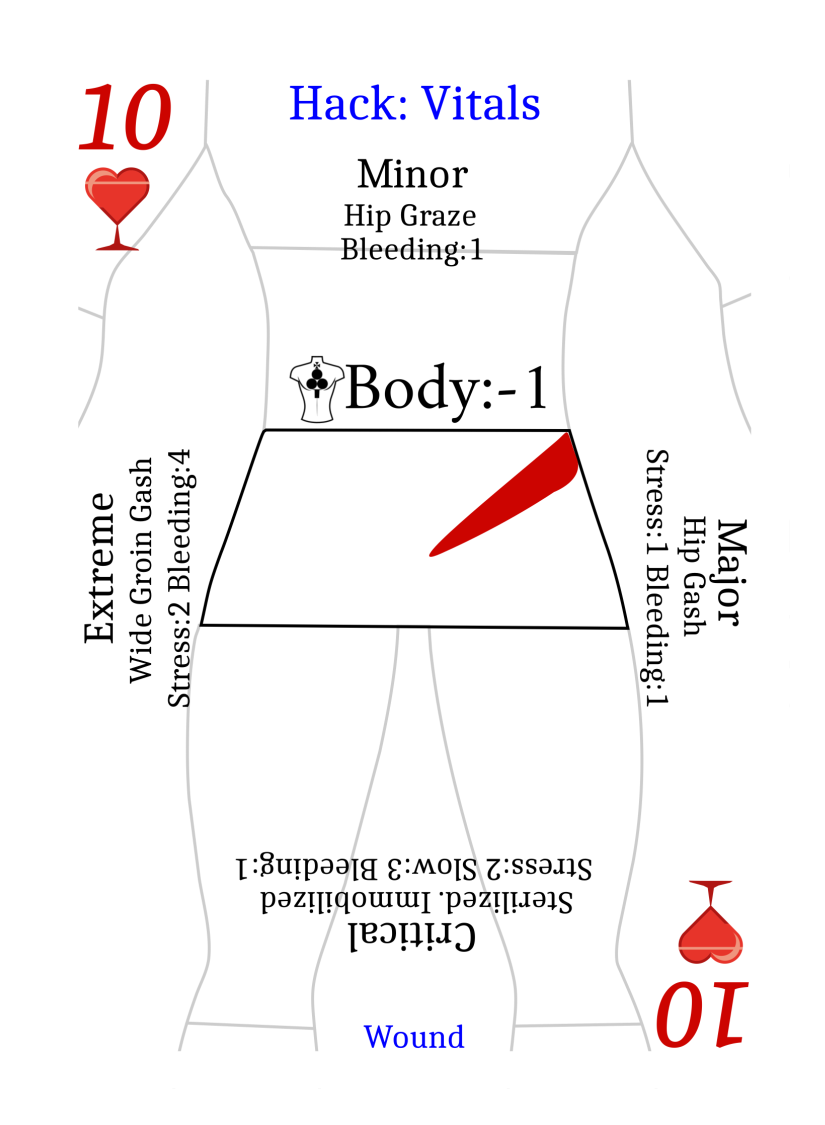 10
Hack: Vitals
Minor
Hip Graze
Bleeding:1
Body:-1
Extreme
Wide Groin Gash
Stress:2 Bleeding:4
Major
Hip Gash
Stress:1 Bleeding:1
Critical
Sterilized. Immobilized
Stress:2 Slow:3 Bleeding:1
10
Wound